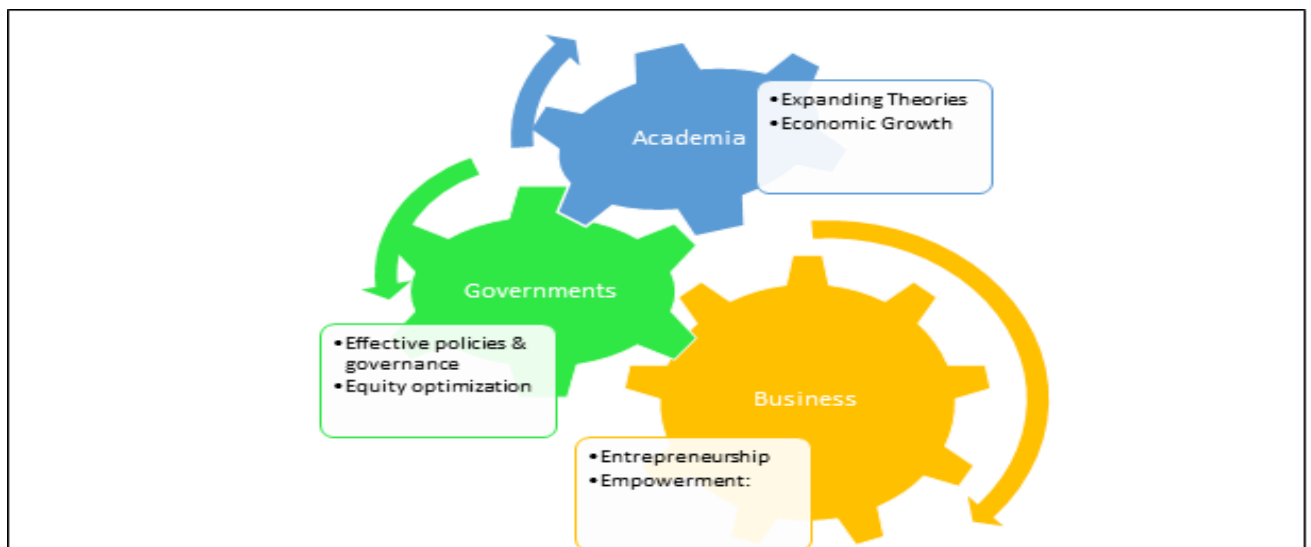 Academia
•Expanding Theories
•Economic Growth
Governments
•Effective policies &
governance
•Equity optimization
Business
•Entrepreneurship
•Empowerment: